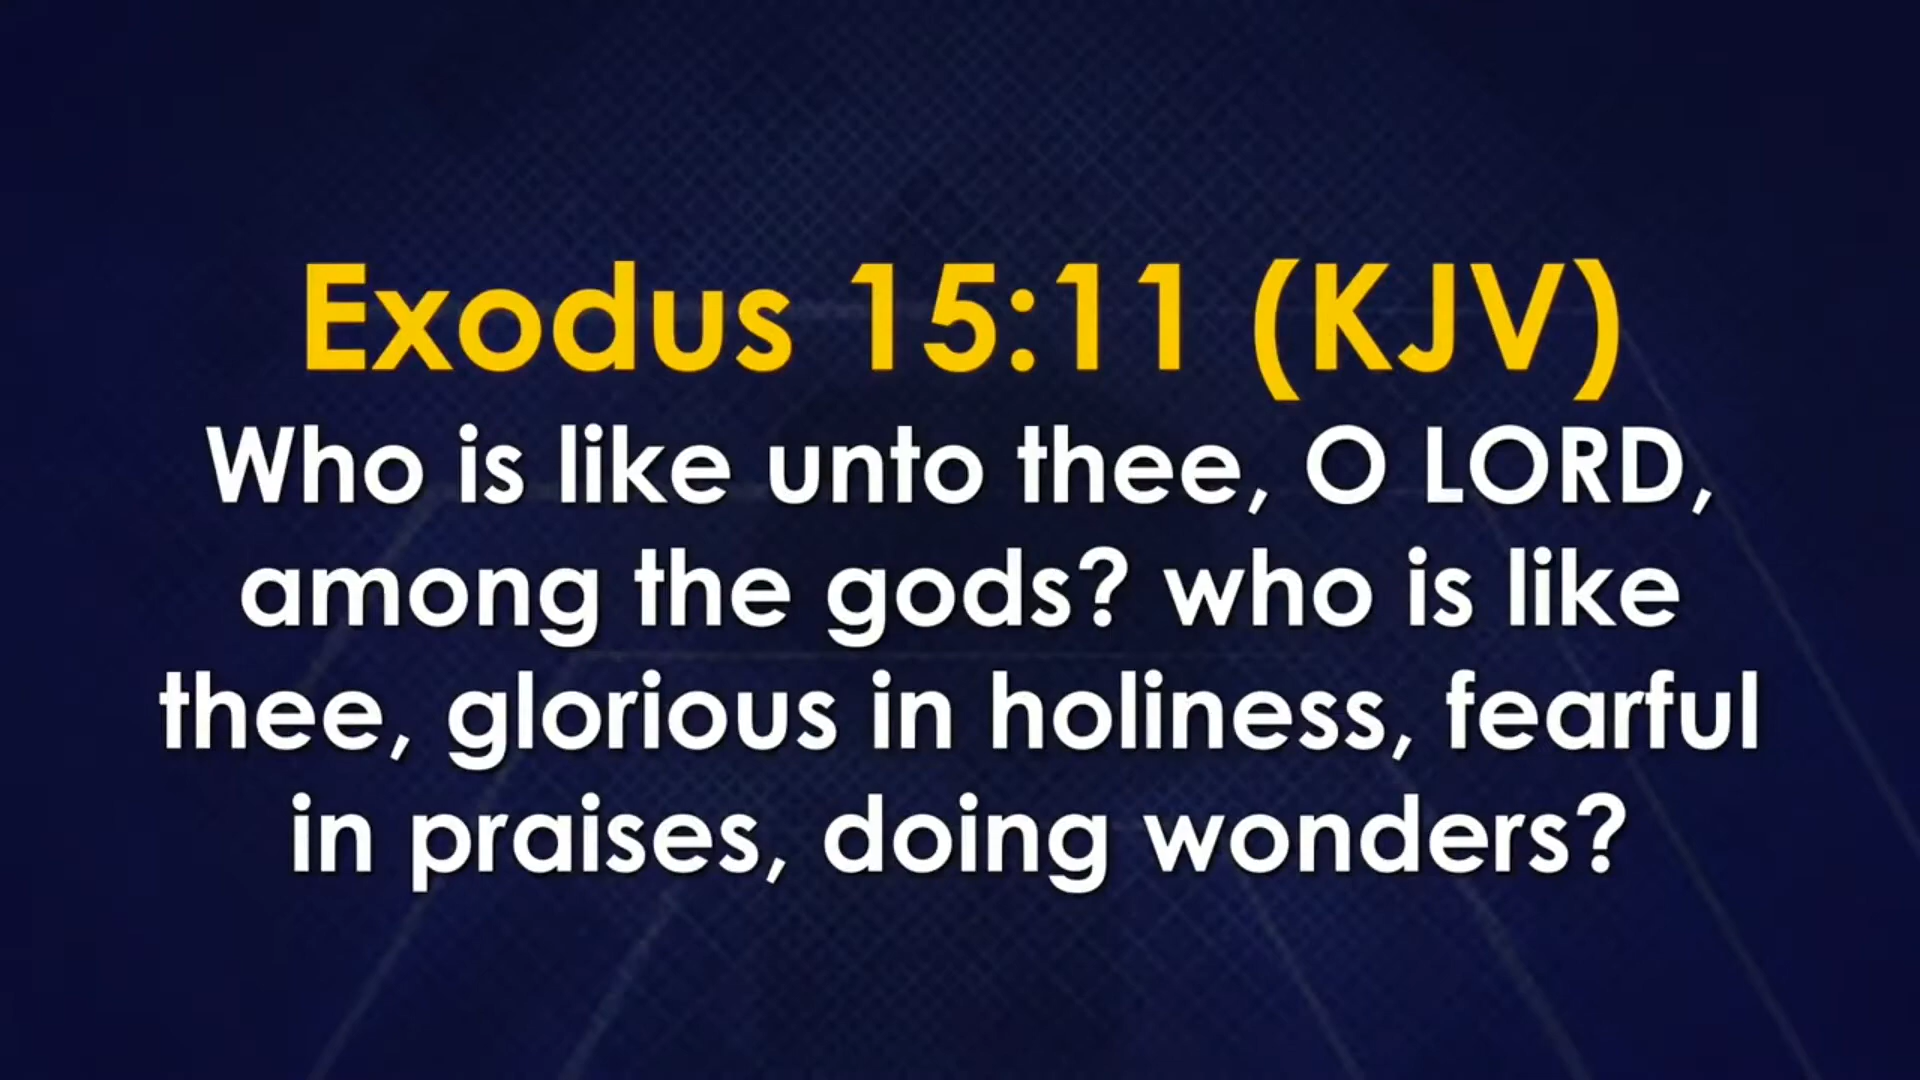 Exodus 15:11 (KJV)
Who is like unto thee, O LORD,
among the gods? who is like
thee, glorious in holiness, fearful
in praises, doing wonders?